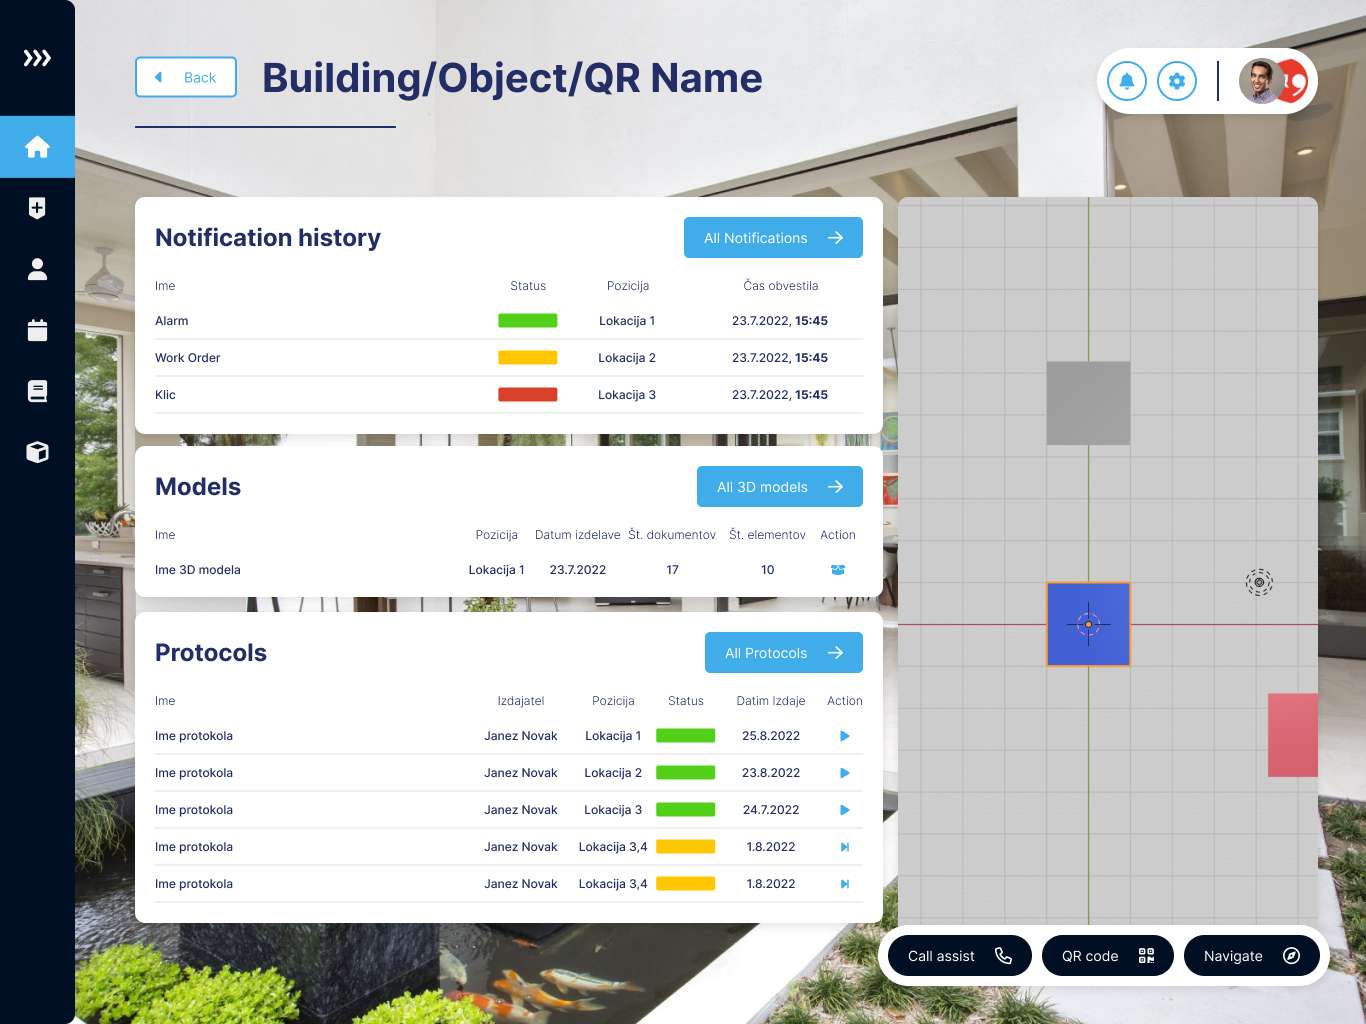 Back
Building/Object/QR Name
Notification history
All Notifications
Ime Status Pozicija Čas obvestila
Alarm Lokacija 1 23.7.2022, 15:45
Work Order Lokacija 2 23.7.2022, 15:45
Klic Lokacija 3 23.7.2022, 15:45
Models
All 3D models
Ime Pozicija Datum izdelave Št. dokumentov Št. elementov Action
Ime 3D modela Lokacija 1 23.7.2022 17 10
Protocols
All Protocols
Ime Izdajatel Pozicija Status Datim Izdaje Action
Ime protokola Janez Novak Lokacija 1 25.8.2022
Ime protokola Janez Novak Lokacija 2 23.8.2022
Ime protokola Janez Novak Lokacija 3 24.7.2022
Ime protokola Janez Novak Lokacija 3,4 1.8.2022
Ime protokola Janez Novak Lokacija 3,4 1.8.2022
Call assist
QR code
Navigate